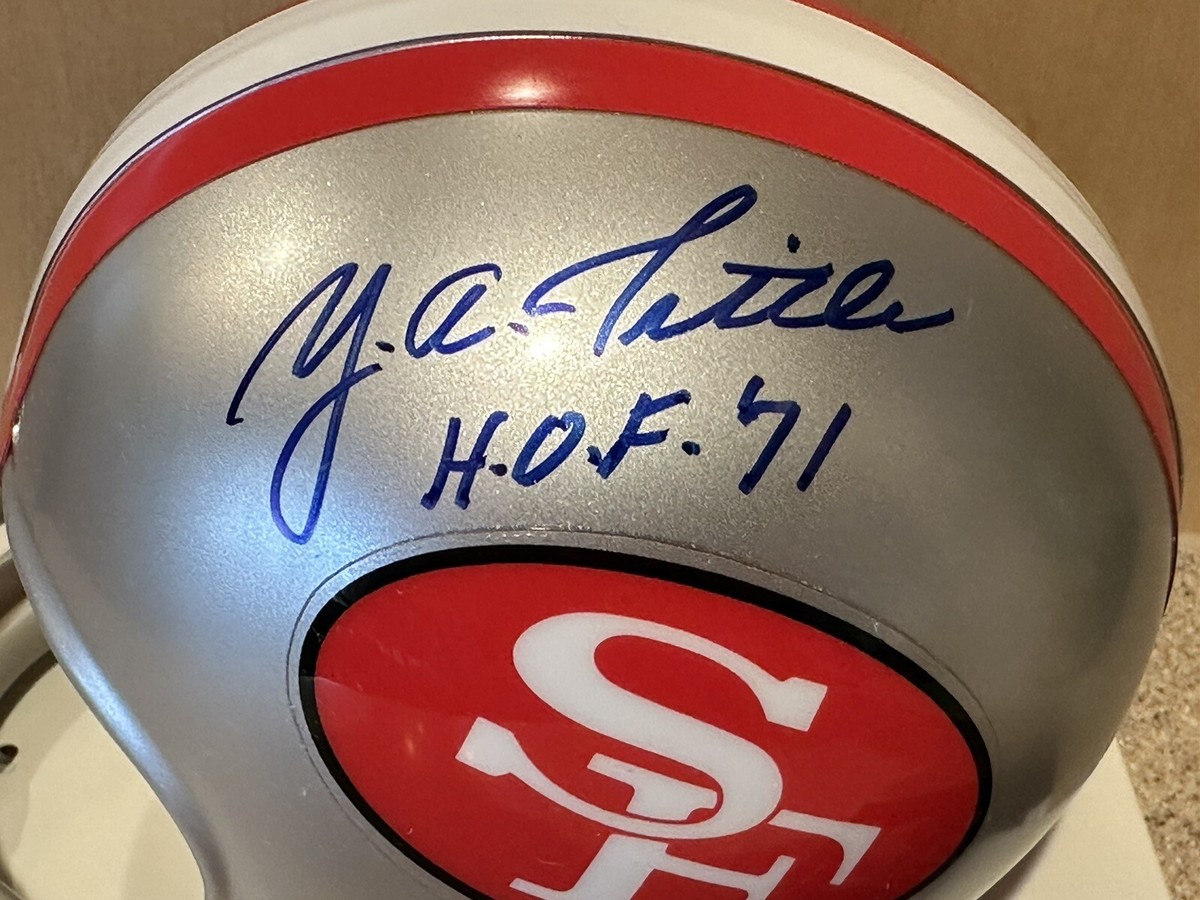 Y.A. Tittle
H.O.F. '71
SF